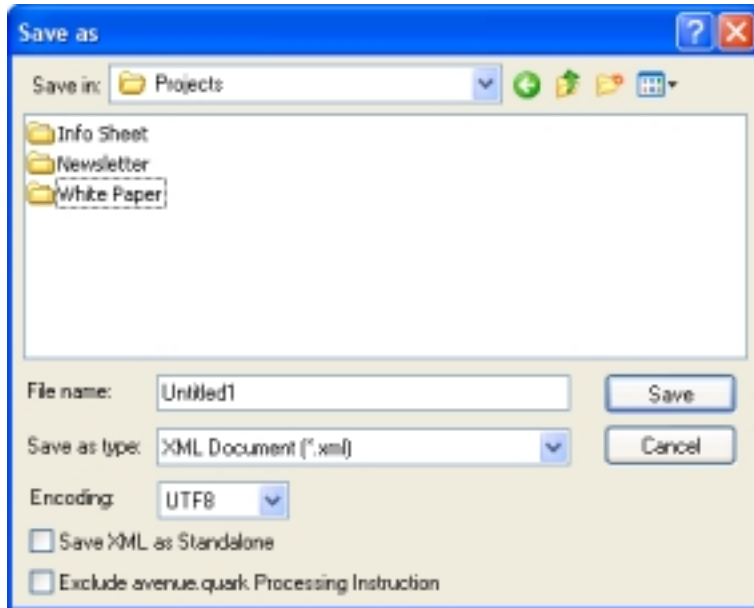 Save as
Save in: Projects
Info Sheet
Newsletter
White Paper
File name: Untitled1 Save
Save as type: XML Document (*.xml) Cancel
Encoding: UTF8
Save XML as Standalone
Exclude avenue.quark Processing Instruction